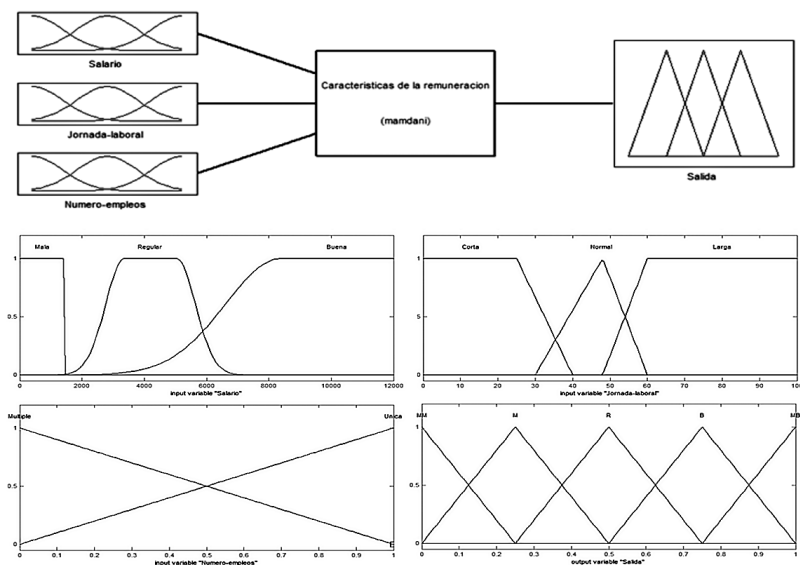 Salario
Jornada-laboral
Numero-empleos
Caracteristicas de la remuneracion
(mamdani)
Salida
Mala Regular Buena
1
0.5
0
0 2000 4000 6000 8000 10000 12000
input variable "Salario"
Corta Normal Larga
1
5
0
0 10 20 30 40 50 60 70 80 90 100
input variable "Jornada-laboral"
Multiple Unica
1
0.5
0
0 0.1 0.2 0.3 0.4 0.5 0.6 0.7 0.8 0.9 1
input variable "Numero-empleos"
MM M R B MB
1
0.5
0
0 0.1 0.2 0.3 0.4 0.5 0.6 0.7 0.8 0.9 1
output variable "Salida"